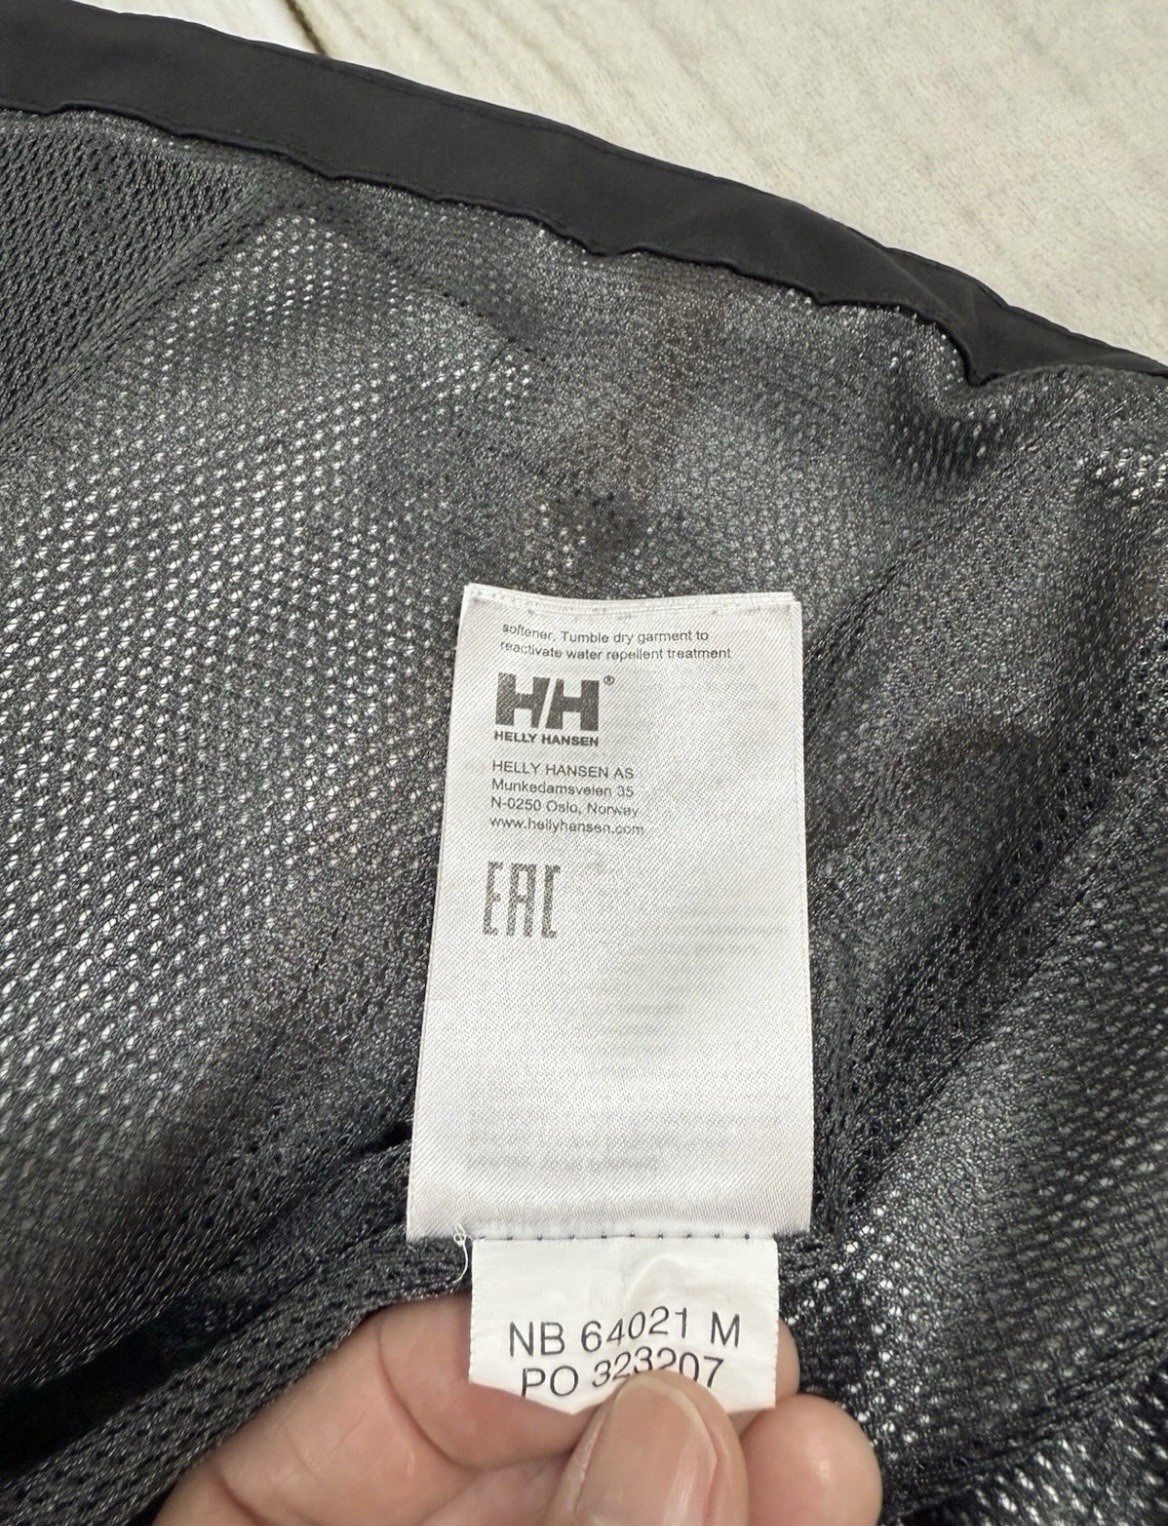 softener. Tumble dry garment to
reactivate water repellent treatment
HH®
HELLY HANSEN
HELLY HANSEN AS
Munkedamsveien 35
N-0250 Oslo, Norway
www.hellyhansen.com
EAC
NB 64021 M
PO 323207